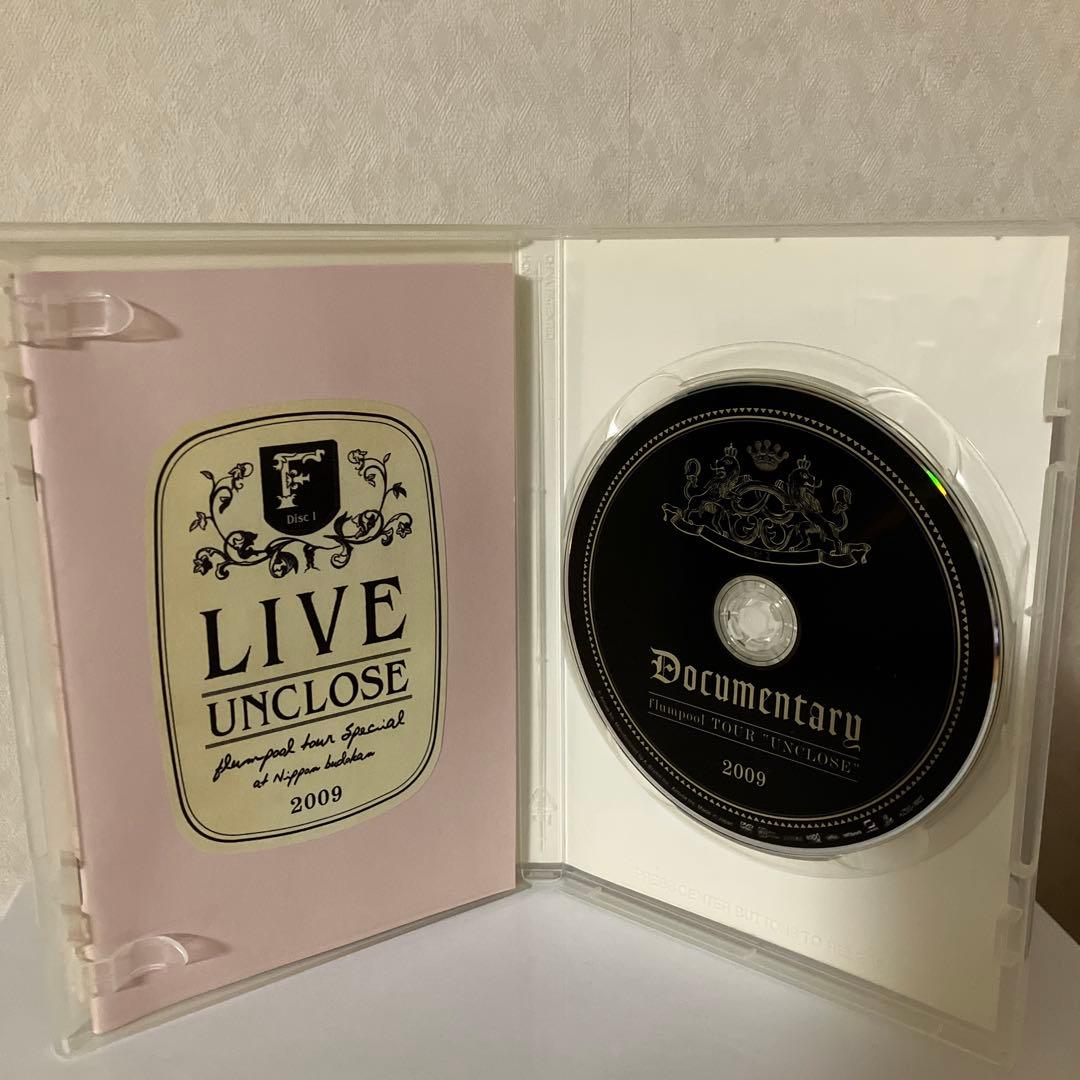 F
Disc 1
LIVE
UNCLOSE
flumpool tour Special
at Nippon budokan
2009
Documentary
flumpool TOUR "UNCLOSE"
2009